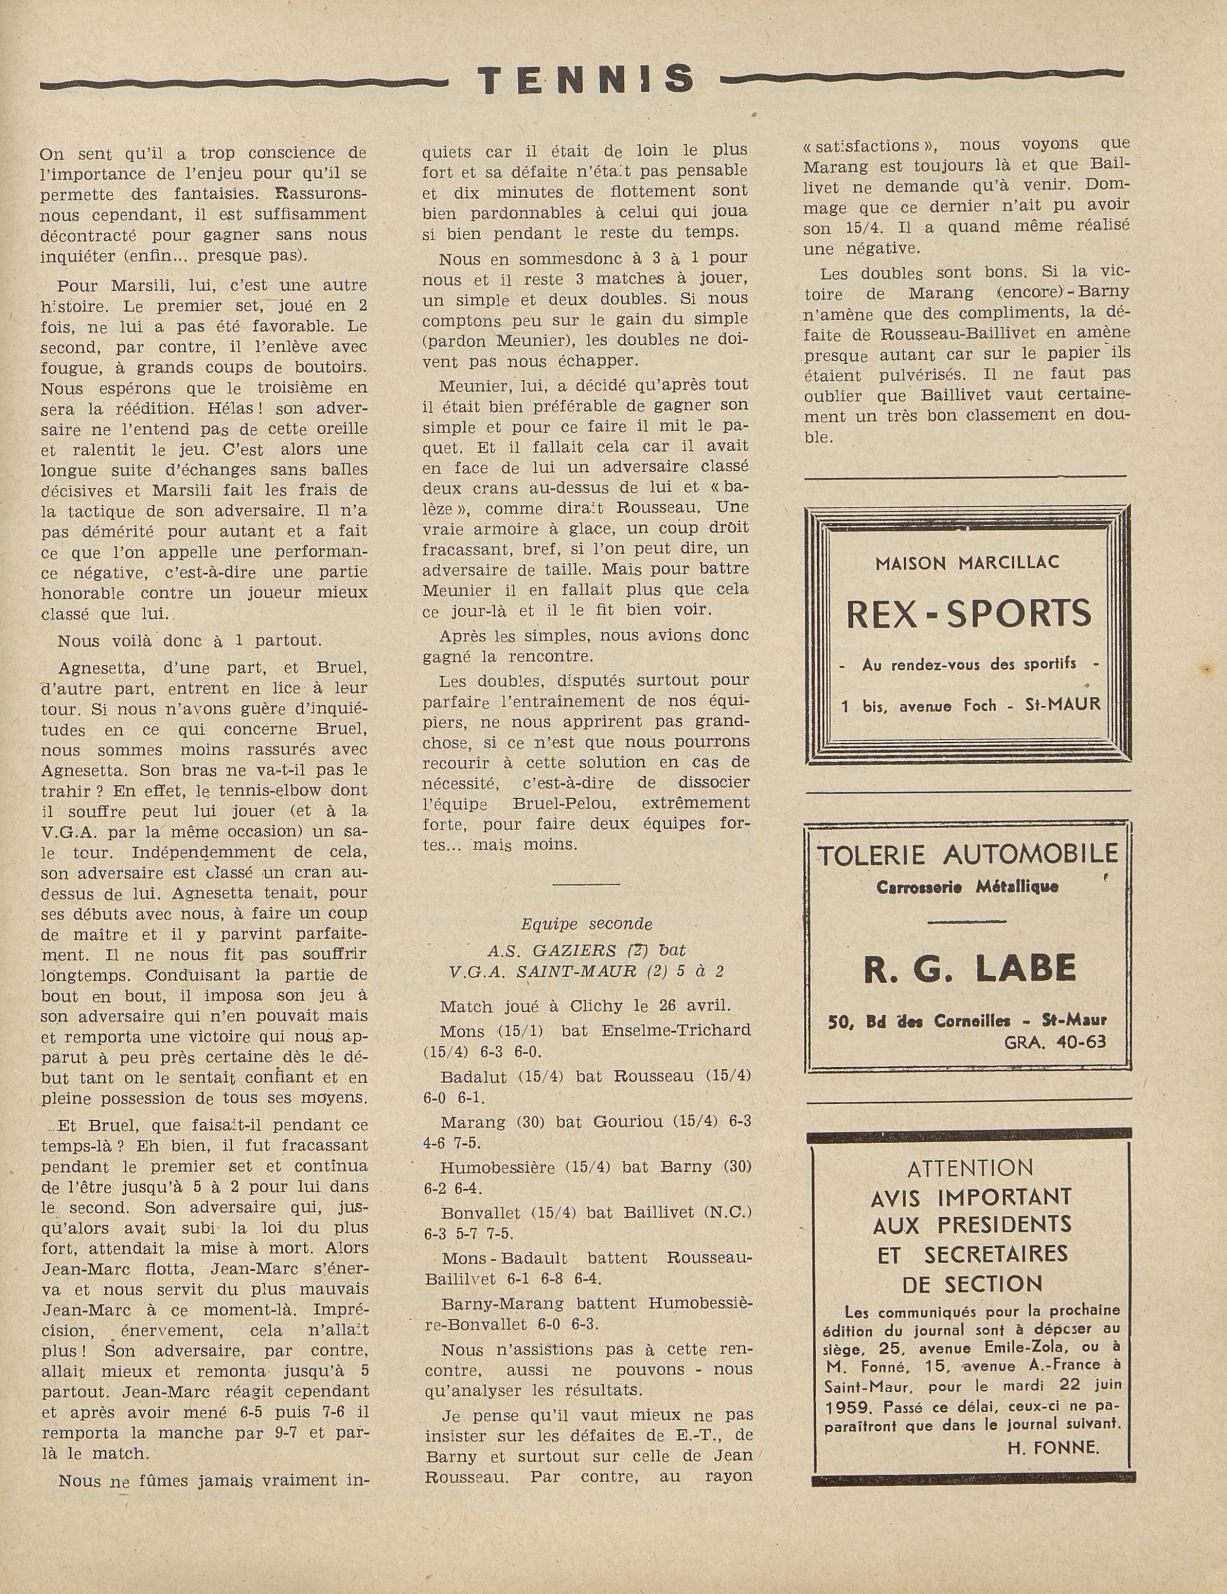 TENNIS
On sent qu'il a trop conscience de
l'importance de l'enjeu pour qu'il se
permette des fantaisies. Rassurons-
nous cependant, il est suffisamment
décontracté pour gagner sans nous
inquiéter (enfin... presque pas).
Pour Marsili, lui, c'est une autre
histoire. Le premier set, joué en 2
fois, ne lui a pas été favorable. Le
second, par contre, il l'enlève avec
fougue, à grands coups de boutoirs.
Nous espérons que le troisième en
sera la réédition. Hélas ! son adver-
saire ne l'entend pas de cette oreille
et ralentit le jeu. C'est alors une
longue suite d'échanges sans balles
décisives et Marsili fait les frais de
la tactique de son adversaire. Il n'a
pas démérité pour autant et a fait
ce que l'on appelle une performan-
ce négative, c'est-à-dire une partie
honorable contre un joueur mieux
classé que lui.
Nous voilà donc à 1 partout.
Agnesetta, d'une part, et Bruel,
d'autre part, entrent en lice à leur
tour. Si nous n'avons guère d'inquié-
tudes en ce qui concerne Bruel,
nous sommes moins rassurés avec
Agnesetta. Son bras ne va-t-il pas le
trahir ? En effet, le tennis-elbow dont
il souffre peut lui jouer (et à la
V.G.A. par la même occasion) un sa-
le tour. Indépendemment de cela,
son adversaire est classé un cran au-
dessus de lui. Agnesetta tenait, pour
ses débuts avec nous, à faire un coup
de maître et il y parvint parfaite-
ment. Il ne nous fit pas souffrir
longtemps. Conduisant la partie de
bout en bout, il imposa son jeu à
son adversaire qui n'en pouvait mais
et remporta une victoire qui nous ap-
parut à peu près certaine dès le dé-
but tant on le sentait confiant et en
pleine possession de tous ses moyens.
Et Bruel, que faisait-il pendant ce
temps-là ? Eh bien, il fut fracassant
pendant le premier set et continua
de l'être jusqu'à 5 à 2 pour lui dans
le second. Son adversaire qui, jus-
qu'alors avait subi la loi du plus
fort, attendait la mise à mort. Alors
Jean-Marc flotta, Jean-Marc s'éner-
va et nous servit du plus mauvais
Jean-Marc à ce moment-là. Impré-
cision, énervement, cela n'allait
plus ! Son adversaire, par contre,
allait mieux et remonta jusqu'à 5
partout. Jean-Marc réagit cependant
et après avoir mené 6-5 puis 7-6 il
remporta la manche par 9-7 et par-
là le match.
Nous ne fûmes jamais vraiment in-
quiets car il était de loin le plus
fort et sa défaite n'était pas pensable
et dix minutes de flottement sont
bien pardonnables à celui qui joua
si bien pendant le reste du temps.
Nous en sommesdonc à 3 à 1 pour
nous et il reste 3 matches à jouer,
un simple et deux doubles. Si nous
comptons peu sur le gain du simple
(pardon Meunier), les doubles ne doi-
vent pas nous échapper.
Meunier, lui, a décidé qu'après tout
il était bien préférable de gagner son
simple et pour ce faire il mit le pa-
quet. Et il fallait cela car il avait
en face de lui un adversaire classé
deux crans au-dessus de lui et « ba-
lèze », comme dirait Rousseau. Une
vraie armoire à glace, un coup droit
fracassant, bref, si l'on peut dire, un
adversaire de taille. Mais pour battre
Meunier il en fallait plus que cela
ce jour-là et il le fit bien voir.
Après les simples, nous avions donc
gagné la rencontre.
Les doubles, disputés surtout pour
parfaire l'entraînement de nos équi-
piers, ne nous apprirent pas grand-
chose, si ce n'est que nous pourrons
recourir à cette solution en cas de
nécessité, c'est-à-dire de dissocier
l'équipe Bruel-Pelou, extrêmement
forte, pour faire deux équipes for-
tes... mais moins.
Equipe seconde
A.S. GAZIERS (2) bat
V.G.A. SAINT-MAUR (2) 5 à 2
Match joué à Clichy le 26 avril.
Mons (15/1) bat Enselme-Trichard
(15/4) 6-3 6-0.
Badalut (15/4) bat Rousseau (15/4)
6-0 6-1.
Marang (30) bat Gouriou (15/4) 6-3
4-6 7-5.
Humobessière (15/4) bat Barny (30)
6-2 6-4.
Bonvallet (15/4) bat Baillivet (N.C.)
6-3 5-7 7-5.
Mons - Badault battent Rousseau-
Baililvet 6-1 6-8 6-4.
Barny-Marang battent Humobessiè-
re-Bonvallet 6-0 6-3.
Nous n'assistions pas à cette ren-
contre, aussi ne pouvons - nous
qu'analyser les résultats.
Je pense qu'il vaut mieux ne pas
insister sur les défaites de E.-T., de
Barny et surtout sur celle de Jean
Rousseau. Par contre, au rayon
« satisfactions », nous voyons que
Marang est toujours là et que Bail-
livet ne demande qu'à venir. Dom-
mage que ce dernier n'ait pu avoir
son 15/4. Il a quand même réalisé
une négative.
Les doubles sont bons. Si la vic-
toire de Marang (encore) - Barny
n'amène que des compliments, la dé-
faite de Rousseau-Baillivet en amène
presque autant car sur le papier ils
étaient pulvérisés. Il ne faut pas
oublier que Baillivet vaut certaine-
ment un très bon classement en dou-
ble.
MAISON MARCILLAC
REX - SPORTS
- Au rendez-vous des sportifs -
1 bis, avenue Foch - St-MAUR
TOLERIE AUTOMOBILE
Carrosserie Métallique
R. G. LABE
50, Bd des Corneilles - St-Maur
GRA. 40-63
ATTENTION
AVIS IMPORTANT
AUX PRESIDENTS
ET SECRETAIRES
DE SECTION
Les communiqués pour la prochaine
édition du journal sont à déposer au
siège, 25, avenue Emile-Zola, ou à
M. Fonné, 15, avenue A.-France à
Saint-Maur, pour le mardi 22 juin
1959. Passé ce délai, ceux-ci ne pa-
paraîtront que dans le journal suivant.
H. FONNE.